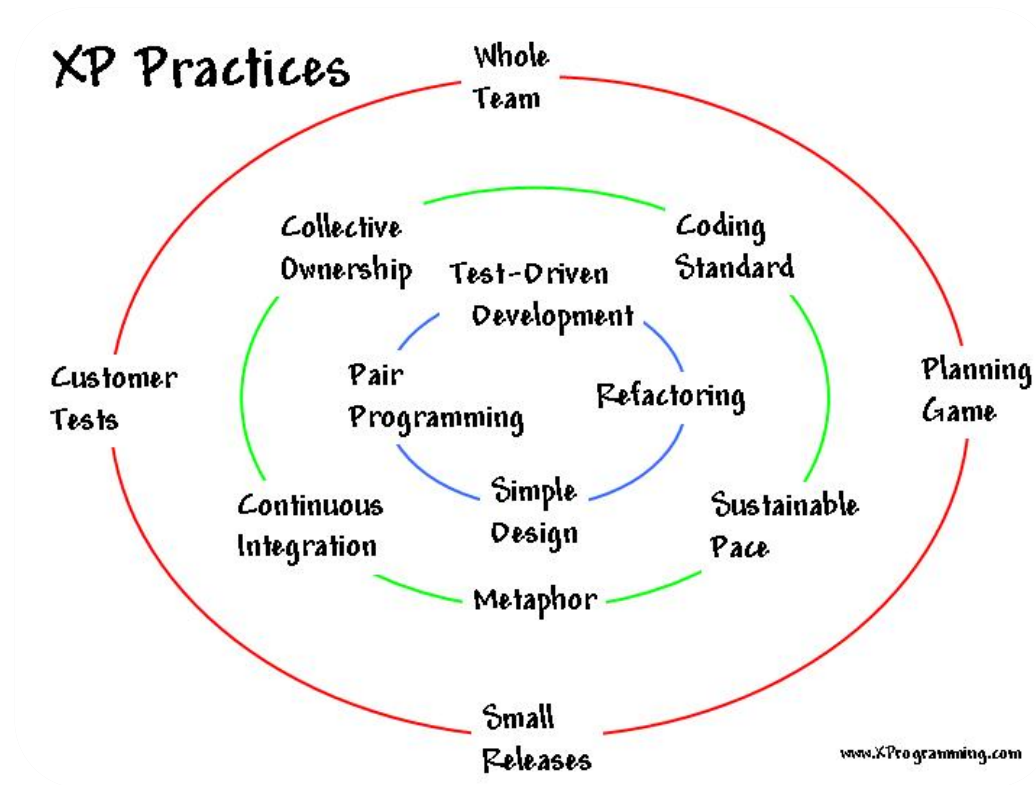 XP Practices
Whole
Team
Collective
Ownership
Coding
Standard
Test-Driven
Development
Customer
Tests
Pair
Programming
Refactoring
Planning
Game
Continuous
Integration
Simple
Design
Sustainable
Pace
Metaphor
Small
Releases
www.XProgramming.com